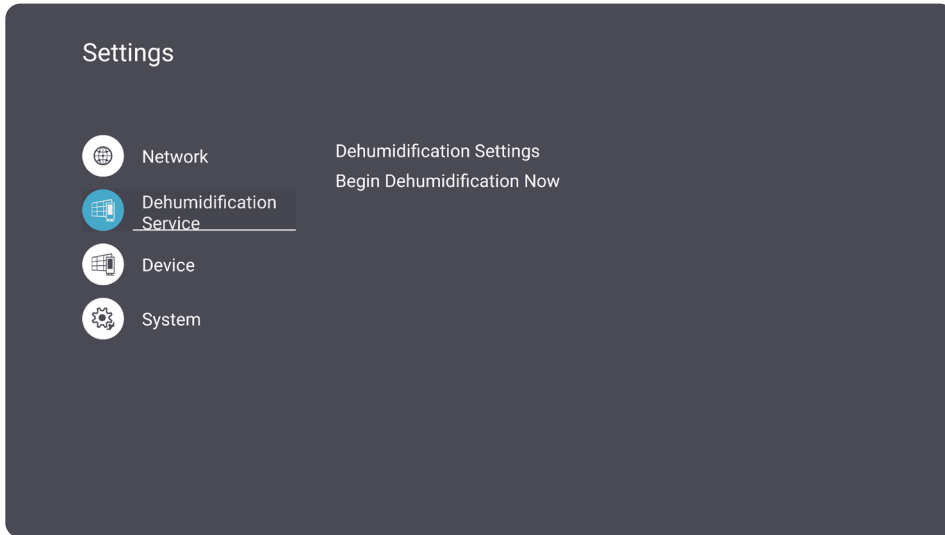 Settings
Network
Dehumidification
Service
Device
System
Dehumidification Settings
Begin Dehumidification Now